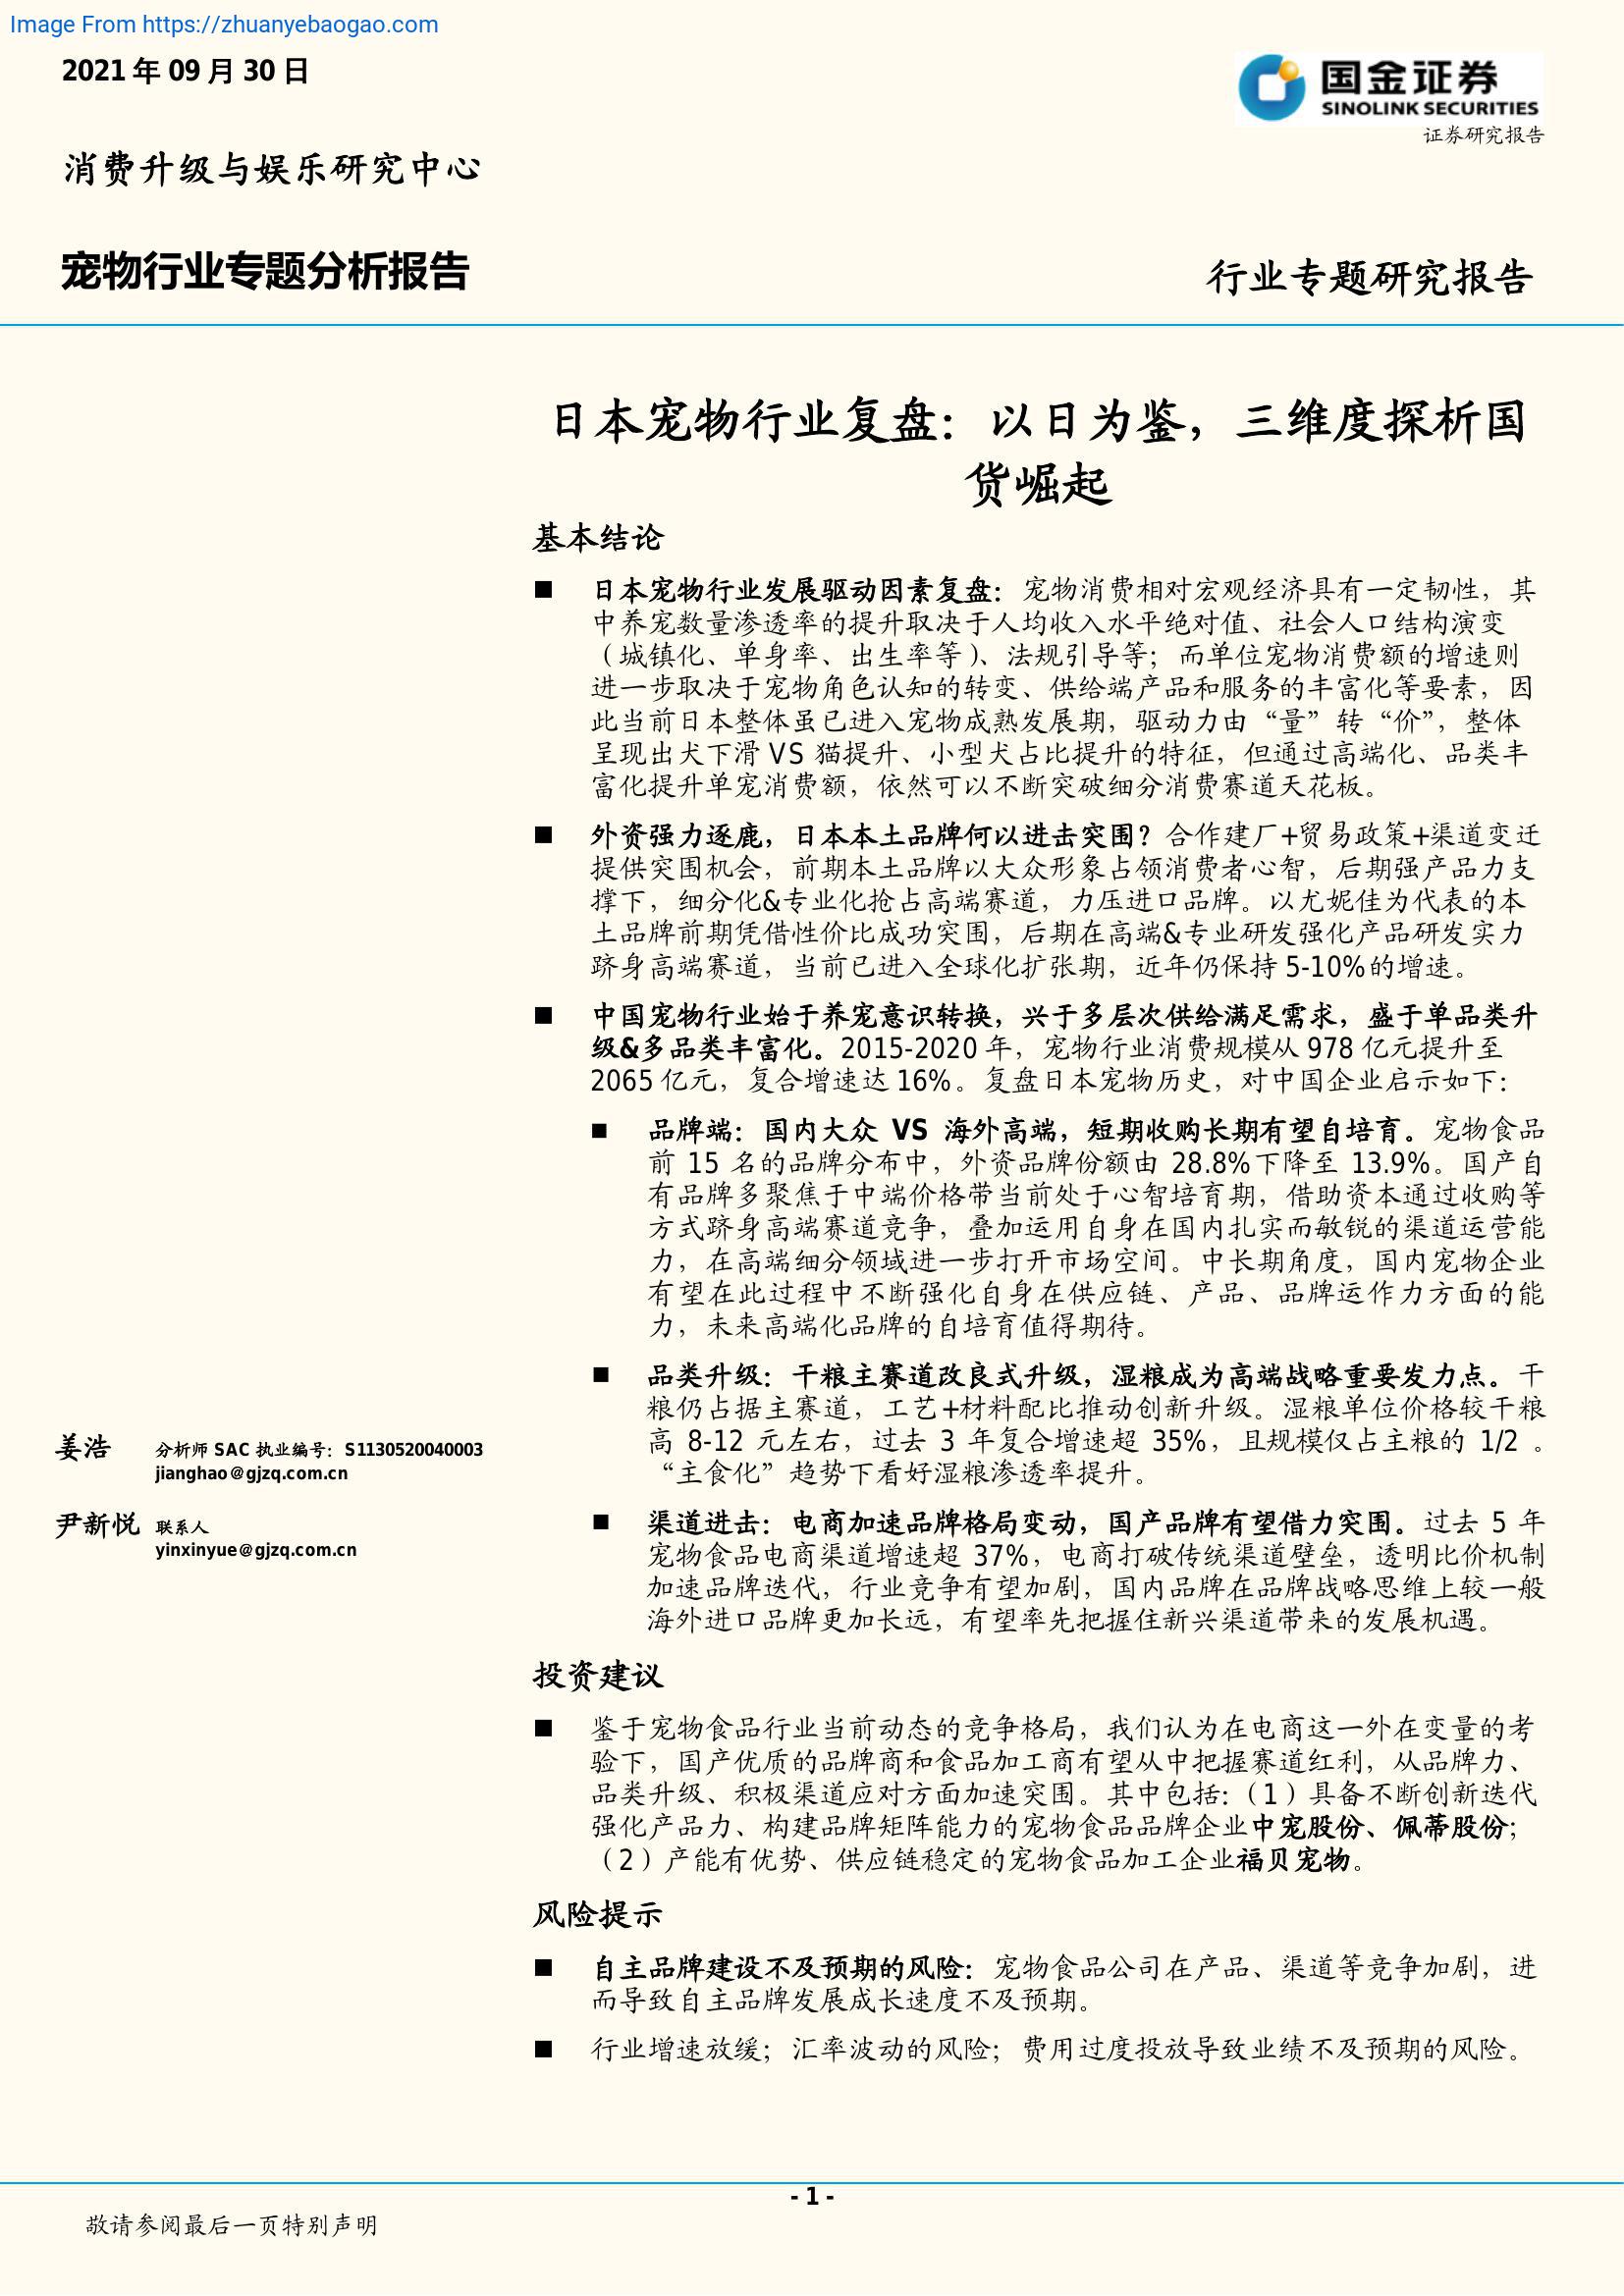 Image From https://zhuanyebaogao.com
2021 年 09 月 30 日
国金证券
SINOLINK SECURITIES
证券研究报告
消费升级与娱乐研究中心
宠物行业专题分析报告
行业专题研究报告
日本宠物行业复盘：以日为鉴，三维度探析国
货崛起
基本结论
■ 日本宠物行业发展驱动因素复盘：宠物消费相对宏观经济具有一定韧性，其
中养宠数量渗透率的提升取决于人均收入水平绝对值、社会人口结构演变
（城镇化、单身率、出生率等）、法规引导等；而单位宠物消费额的增速则
进一步取决于宠物角色认知的转变、供给端产品和服务的丰富化等要素，因
此当前日本整体虽已进入宠物成熟发展期，驱动力由“量”转“价”，整体
呈现出犬下滑 VS 猫提升、小型犬占比提升的特征，但通过高端化、品类丰
富化提升单宠消费额，依然可以不断突破细分消费赛道天花板。
■ 外资强力逐鹿，日本本土品牌何以进击突围？合作建厂+贸易政策+渠道变迁
提供突围机会，前期本土品牌以大众形象占领消费者心智，后期强产品力支
撑下，细分化&专业化抢占高端赛道，力压进口品牌。以尤妮佳为代表的本
土品牌前期凭借性价比成功突围，后期在高端&专业研发强化产品研发实力
跻身高端赛道，当前已进入全球化扩张期，近年仍保持 5-10%的增速。
■ 中国宠物行业始于养宠意识转换，兴于多层次供给满足需求，盛于单品类升
级&多品类丰富化。2015-2020 年，宠物行业消费规模从 978 亿元提升至
2065 亿元，复合增速达 16%。复盘日本宠物历史，对中国企业启示如下：
■ 品牌端：国内大众 VS 海外高端，短期收购长期有望自培育。宠物食品
前 15 名的品牌分布中，外资品牌份额由 28.8%下降至 13.9%。国产自
有品牌多聚焦于中端价格带当前处于心智培育期，借助资本通过收购等
方式跻身高端赛道竞争，叠加运用自身在国内扎实而敏锐的渠道运营能
力，在高端细分领域进一步打开市场空间。中长期角度，国内宠物企业
有望在此过程中不断强化自身在供应链、产品、品牌运作力方面的能
力，未来高端化品牌的自培育值得期待。
■ 品类升级：干粮主赛道改良式升级，湿粮成为高端战略重要发力点。干
粮仍占据主赛道，工艺+材料配比推动创新升级。湿粮单位价格较干粮
高 8-12 元左右，过去 3 年复合增速超 35%，且规模仅占主粮的 1/2 。
“主食化”趋势下看好湿粮渗透率提升。
■ 渠道进击：电商加速品牌格局变动，国产品牌有望借力突围。过去 5 年
宠物食品电商渠道增速超 37%，电商打破传统渠道壁垒，透明比价机制
加速品牌迭代，行业竞争有望加剧，国内品牌在品牌战略思维上较一般
海外进口品牌更加长远，有望率先把握住新兴渠道带来的发展机遇。
投资建议
■ 鉴于宠物食品行业当前动态的竞争格局，我们认为在电商这一外在变量的考
验下，国产优质的品牌商和食品加工商有望从中把握赛道红利，从品牌力、
品类升级、积极渠道应对方面加速突围。其中包括：（1）具备不断创新迭代
强化产品力、构建品牌矩阵能力的宠物食品品牌企业中宠股份、佩蒂股份；
（2）产能有优势、供应链稳定的宠物食品加工企业福贝宠物。
风险提示
■ 自主品牌建设不及预期的风险：宠物食品公司在产品、渠道等竞争加剧，进
而导致自主品牌发展成长速度不及预期。
■ 行业增速放缓；汇率波动的风险；费用过度投放导致业绩不及预期的风险。
姜浩 分析师 SAC 执业编号：S1130520040003
jianghao＠gjzq.com.cn
尹新悦 联系人
yinxinyue＠gjzq.com.cn
- 1 -
敬请参阅最后一页特别声明